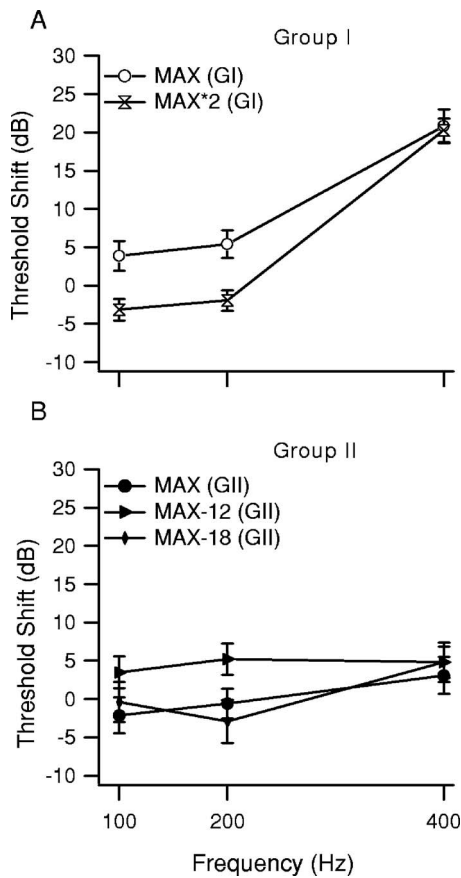 A
Group I
30
25
20
15
10
5
0
-5
-10
Threshold Shift (dB)
MAX (GI)
MAX*2 (GI)
B
Group II
30
25
20
15
10
5
0
-5
-10
Threshold Shift (dB)
MAX (GII)
MAX-12 (GII)
MAX-18 (GII)
100 200 400
Frequency (Hz)